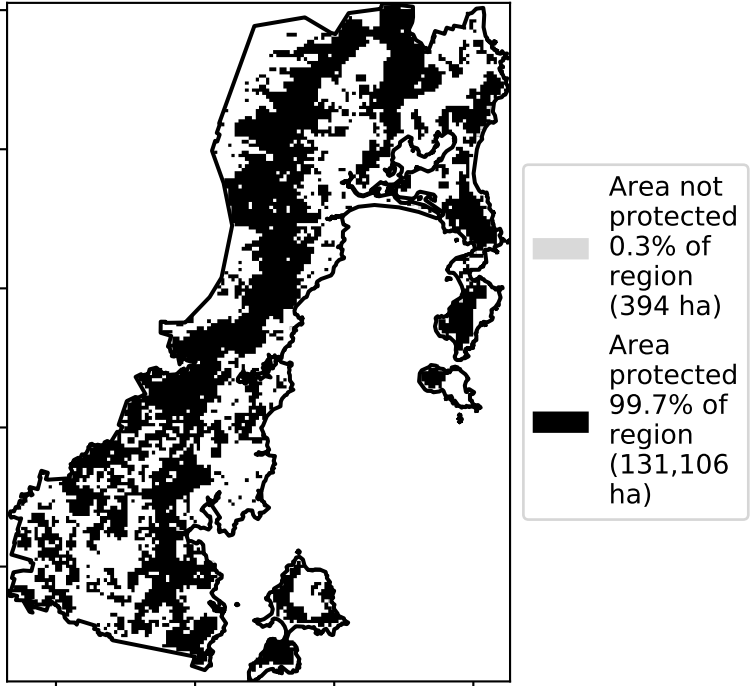 Area not
protected
0.3% of
region
(394 ha)
Area
protected
99.7% of
region
(131,106
ha)